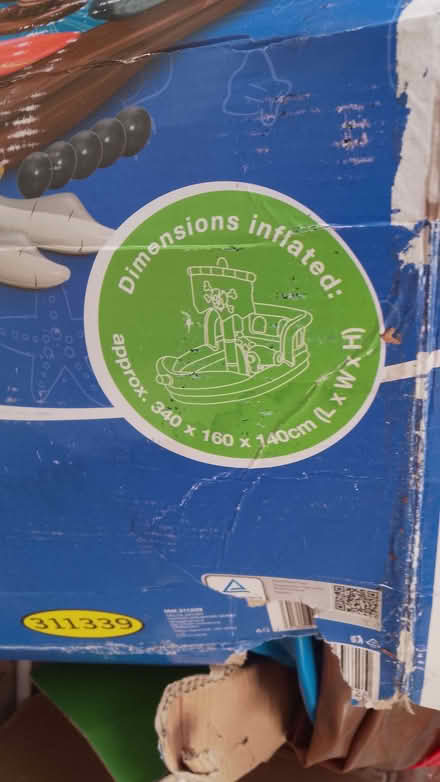 Dimensions inflated:
approx. 340 x 160 x 140cm (L x W x H)
311339